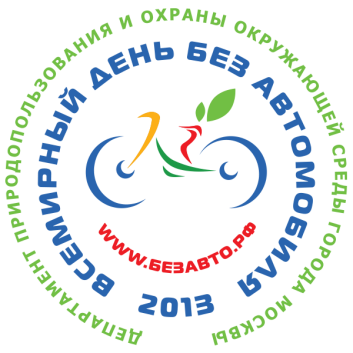 ДЕПАРТАМЕНТ ПРИРОДОПОЛЬЗОВАНИЯ И ОХРАНЫ ОКРУЖАЮЩЕЙ СРЕДЫ ГОРОДА МОСКВЫ
ВСЕМИРНЫЙ ДЕНЬ БЕЗ АВТОМОБИЛЯ
WWW.БЕЗАВТО.РФ
2013